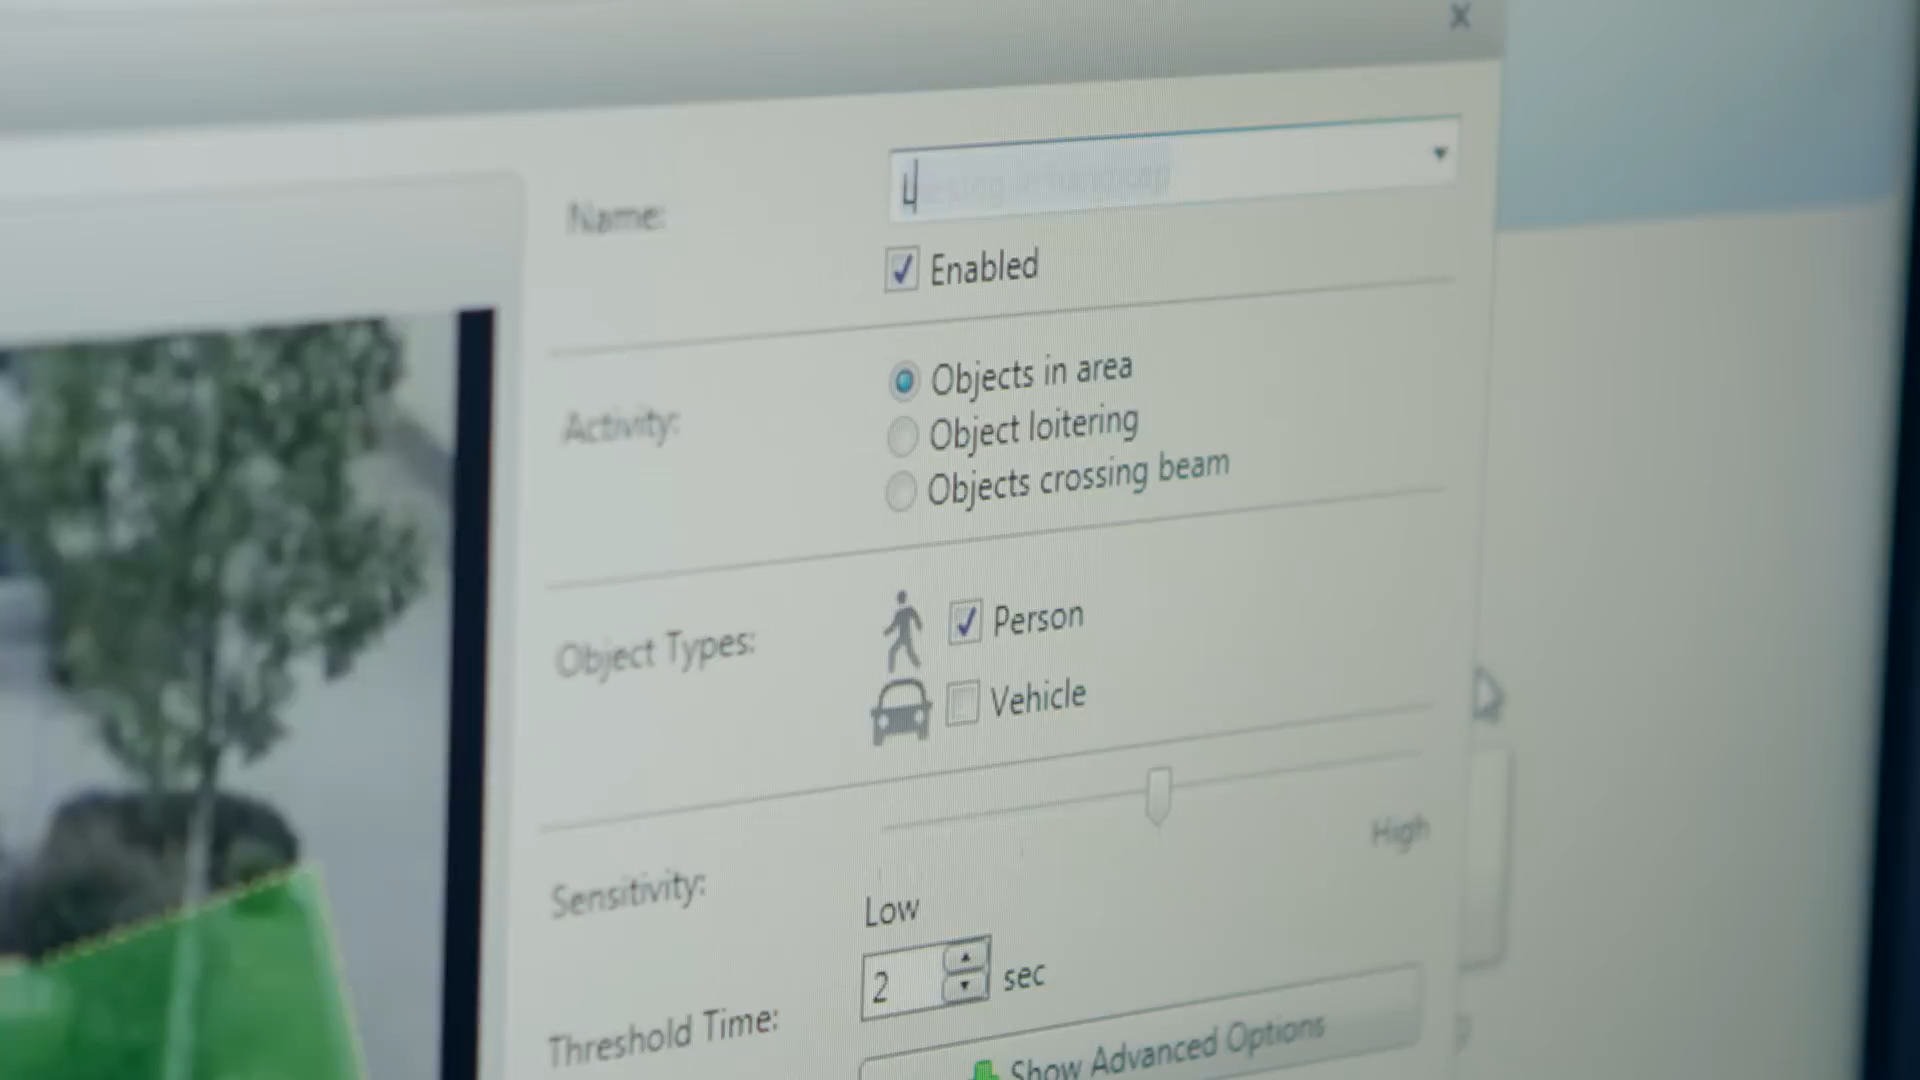 Name:
Enabled
Activity:
Objects in area
Object loitering
Objects crossing beam
Object Types:
Person
Vehicle
Sensitivity:
High
Low
Threshold Time:
2
sec
Show Advanced Options